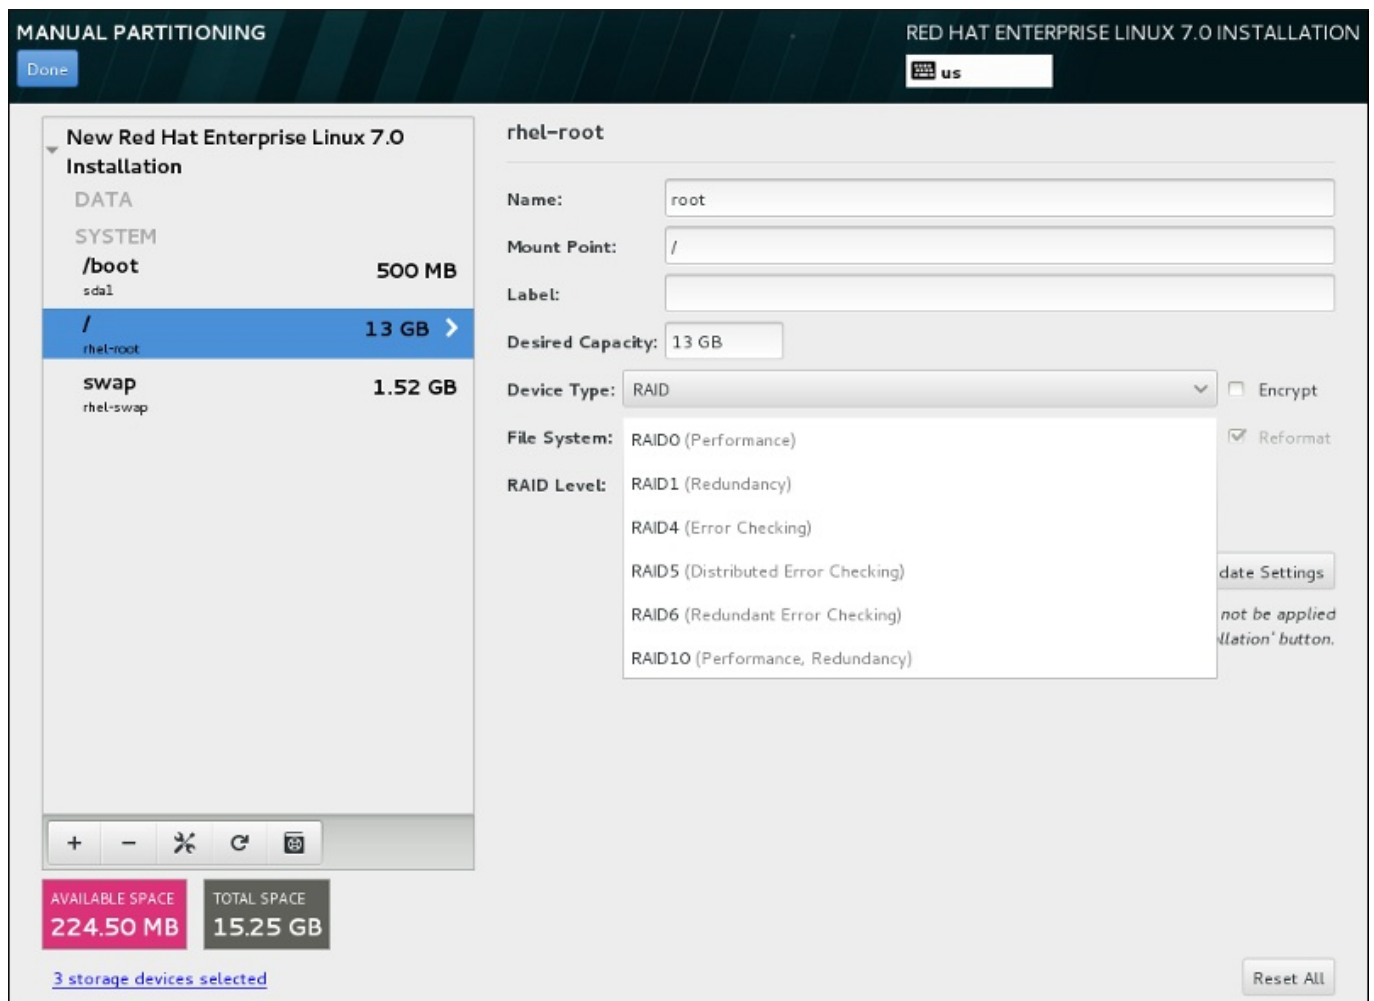 MANUAL PARTITIONING
RED HAT ENTERPRISE LINUX 7.0 INSTALLATION
Done
us
New Red Hat Enterprise Linux 7.0
Installation
DATA
SYSTEM
/boot
500 MB
sda1
/
13 GB
rhel-root
swap
1.52 GB
rhel-swap
AVAILABLE SPACE
224.50 MB
TOTAL SPACE
15.25 GB
3 storage devices selected
rhel-root
Name:
root
Mount Point:
/
Label:
Desired Capacity:
13 GB
Device Type:
RAID
Encrypt
File System:
Reformat
RAID Level:
RAID0 (Performance)
RAID1 (Redundancy)
RAID4 (Error Checking)
RAID5 (Distributed Error Checking)
RAID6 (Redundant Error Checking)
RAID10 (Performance, Redundancy)
date Settings
not be applied
llation' button.
Reset All